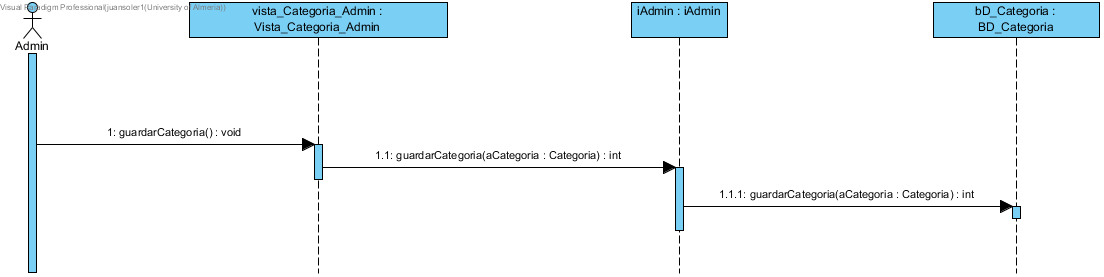 Visual Paradigm Professional(juansoler1(University of Almeria))
vista_Categoria_Admin :
Vista_Categoria_Admin
iAdmin : iAdmin
bD_Categoria :
BD_Categoria
Admin
1: guardarCategoria() : void
1.1: guardarCategoria(aCategoria : Categoria) : int
1.1.1: guardarCategoria(aCategoria : Categoria) : int